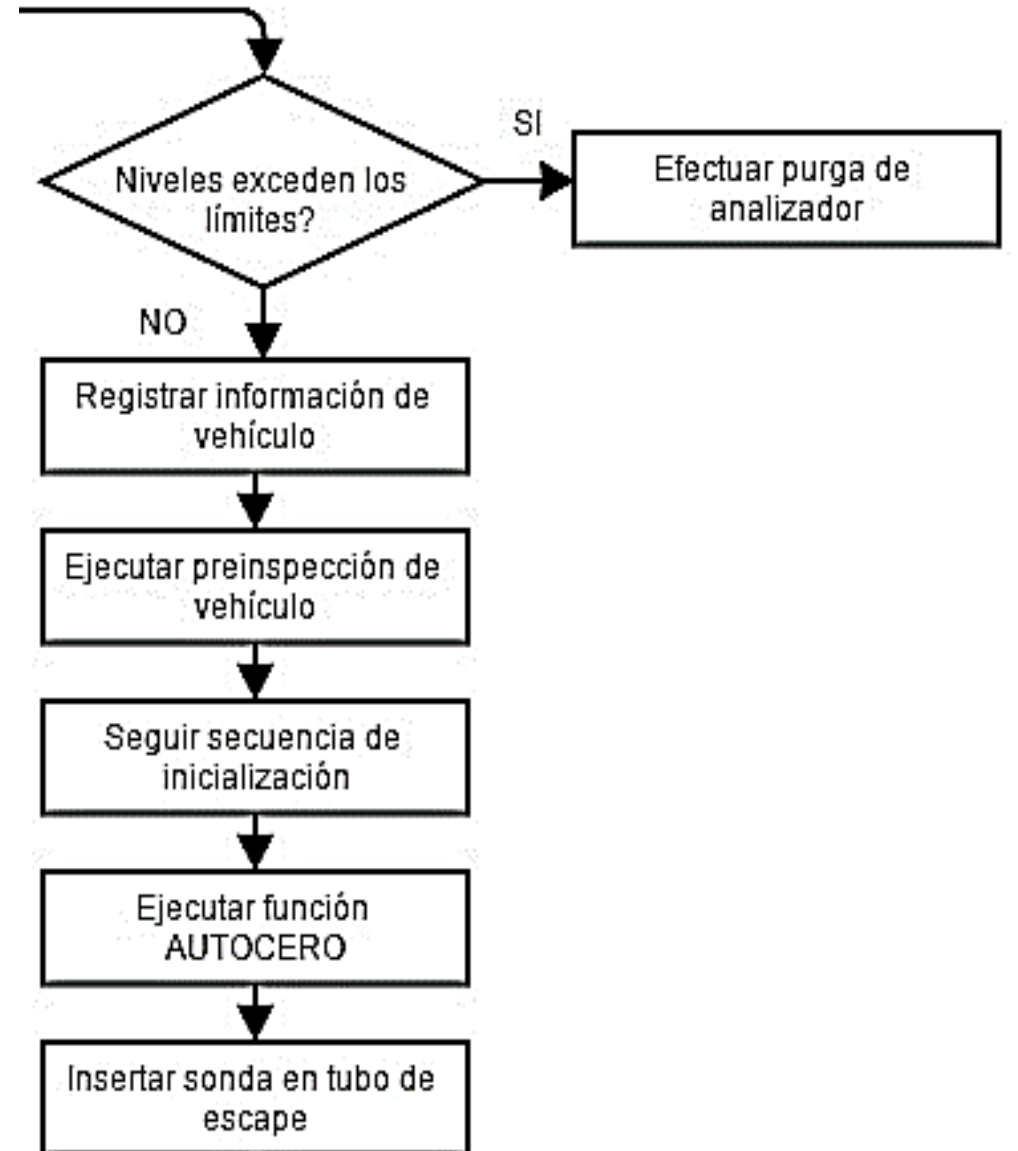 SI
Niveles exceden los
límites?
Efectuar purga de
analizador
NO
Registrar información de
vehículo
Ejecutar preinspección de
vehículo
Seguir secuencia de
inicialización
Ejecutar función
AUTOCERO
Insertar sonda en tubo de
escape